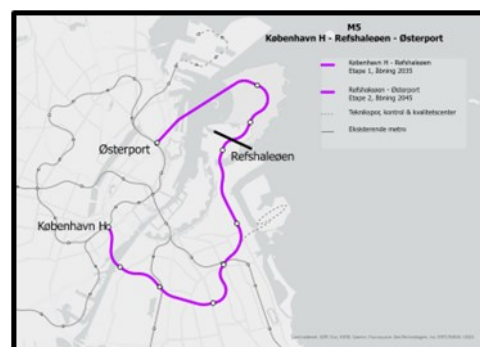 M5
København H - Refshaleøen - Østerport
København H - Refshaleøen
Etape 1, åbning 2035
Refshaleøen - Østerport
Etape 2, åbning 2045
Teknikspor, kontrol & kvalitetscenter
Eksisterende metro
Østerport
Refshaleøen
København H